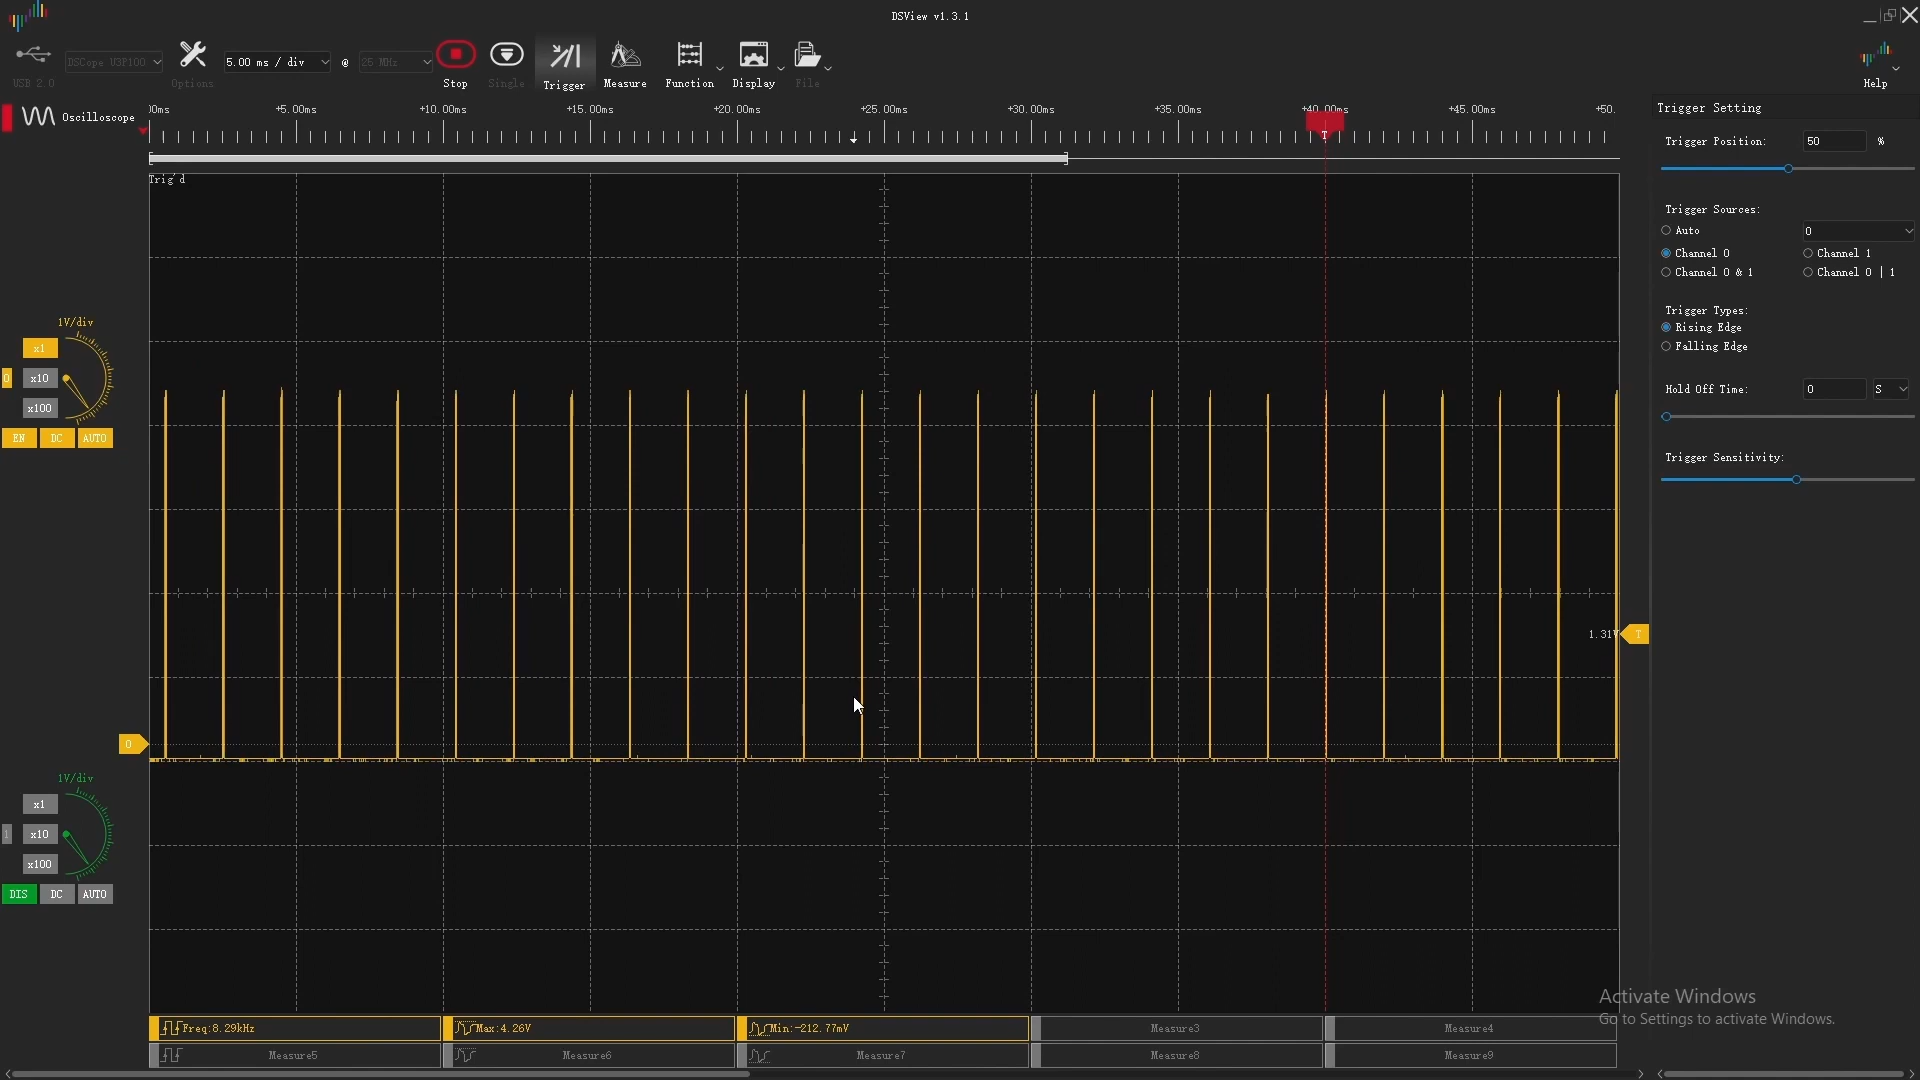 DSView v1.3.1
USB 2.0
DSCope U3P100
Options
5.00 ms / div
@
25 MHz
Stop
Single
Trigger
Measure
Function
Display
File
Help
Oscilloscope
+5.00ms
+10.00ms
+15.00ms
+20.00ms
+25.00ms
+30.00ms
+35.00ms
+40.00ms
+45.00ms
+50.
T
Trig'd
1V/div
x1
0
x10
x100
EN
DC
AUTO
0
1.31V
T
1V/div
x1
1
x10
x100
DIS
DC
AUTO
Trigger Setting
Trigger Position:
50
%
Trigger Sources:
Auto
0
Channel 0
Channel 1
Channel 0 & 1
Channel 0 | 1
Trigger Types:
Rising Edge
Falling Edge
Hold Off Time:
0
S
Trigger Sensitivity:
Activate Windows
Go to Settings to activate Windows.
Freq:8.29kHz
Max:4.26V
Min:-212.77mV
Measure3
Measure4
Measure5
Measure6
Measure7
Measure8
Measure9